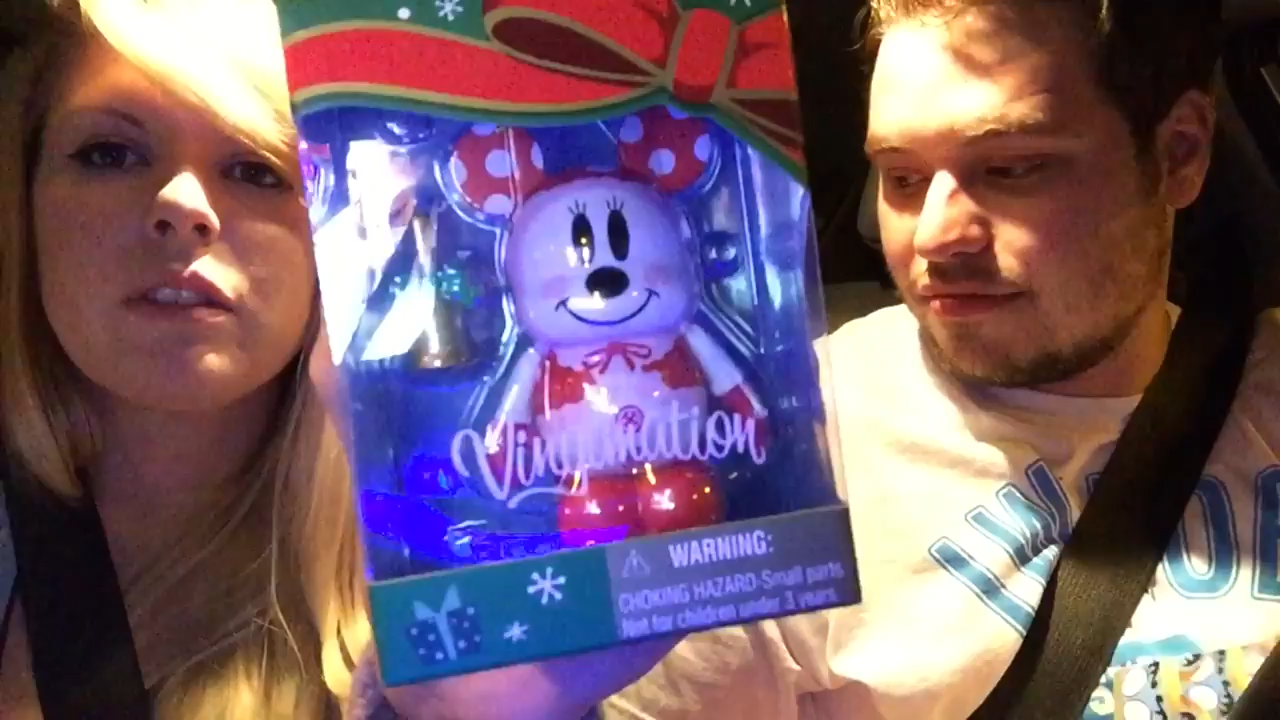 Vinylmation
WARNING:
CHOKING HAZARD-Small parts
Not for children under 3 years.